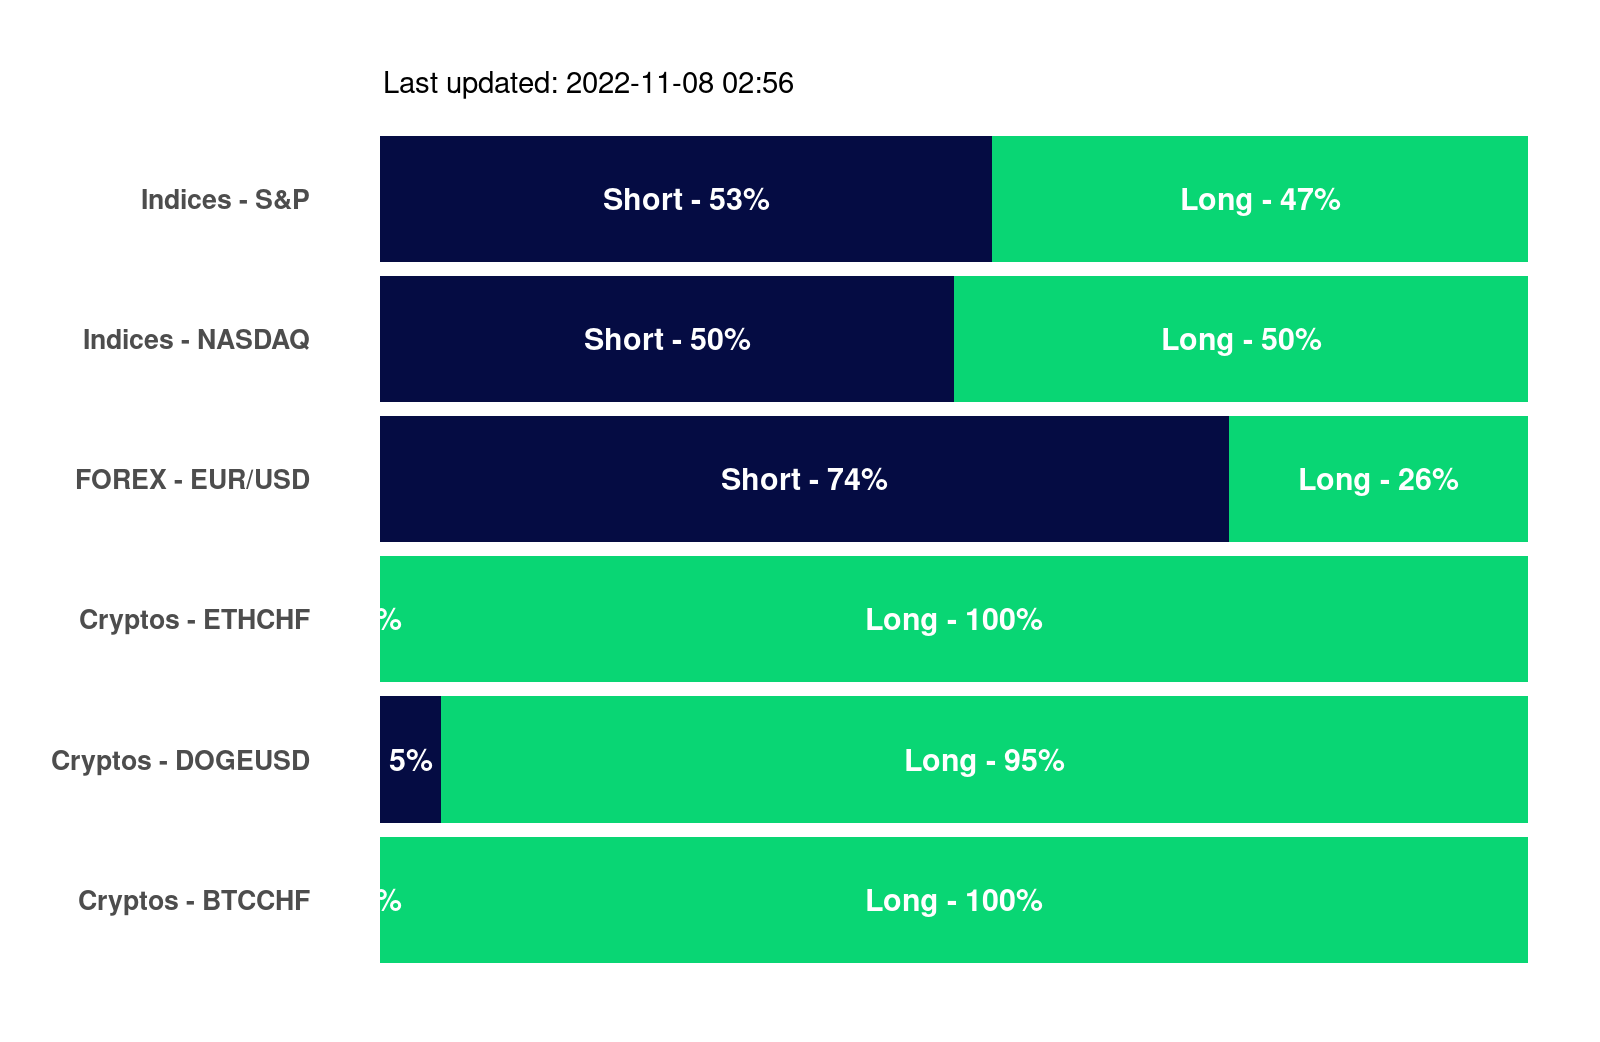 Last updated: 2022-11-08 02:56
Indices - S&P Short - 53% Long - 47%
Indices - NASDAQ Short - 50% Long - 50%
FOREX - EUR/USD Short - 74% Long - 26%
Cryptos - ETHCHF % Long - 100%
Cryptos - DOGEUSD 5% Long - 95%
Cryptos - BTCCHF % Long - 100%